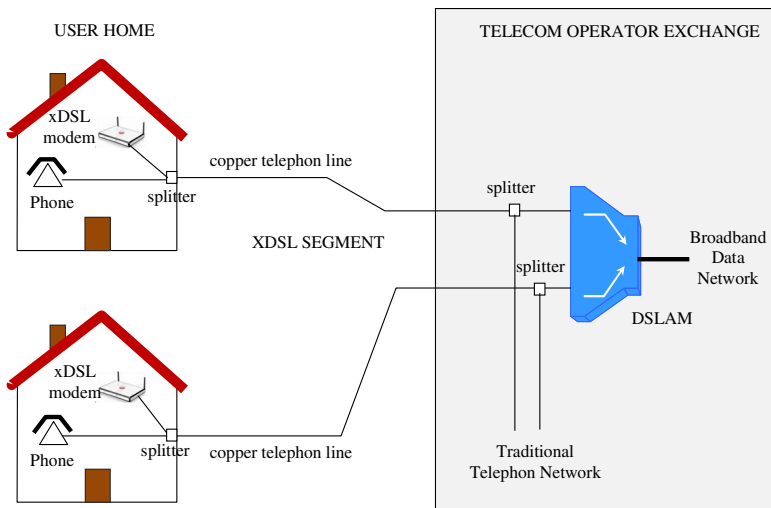 USER HOME
TELECOM OPERATOR EXCHANGE
xDSL
modem
Phone
splitter
copper telephon line
splitter
XDSL SEGMENT
splitter
Broadband
Data
Network
DSLAM
xDSL
modem
Phone
splitter
copper telephon line
Traditional
Telephon Network